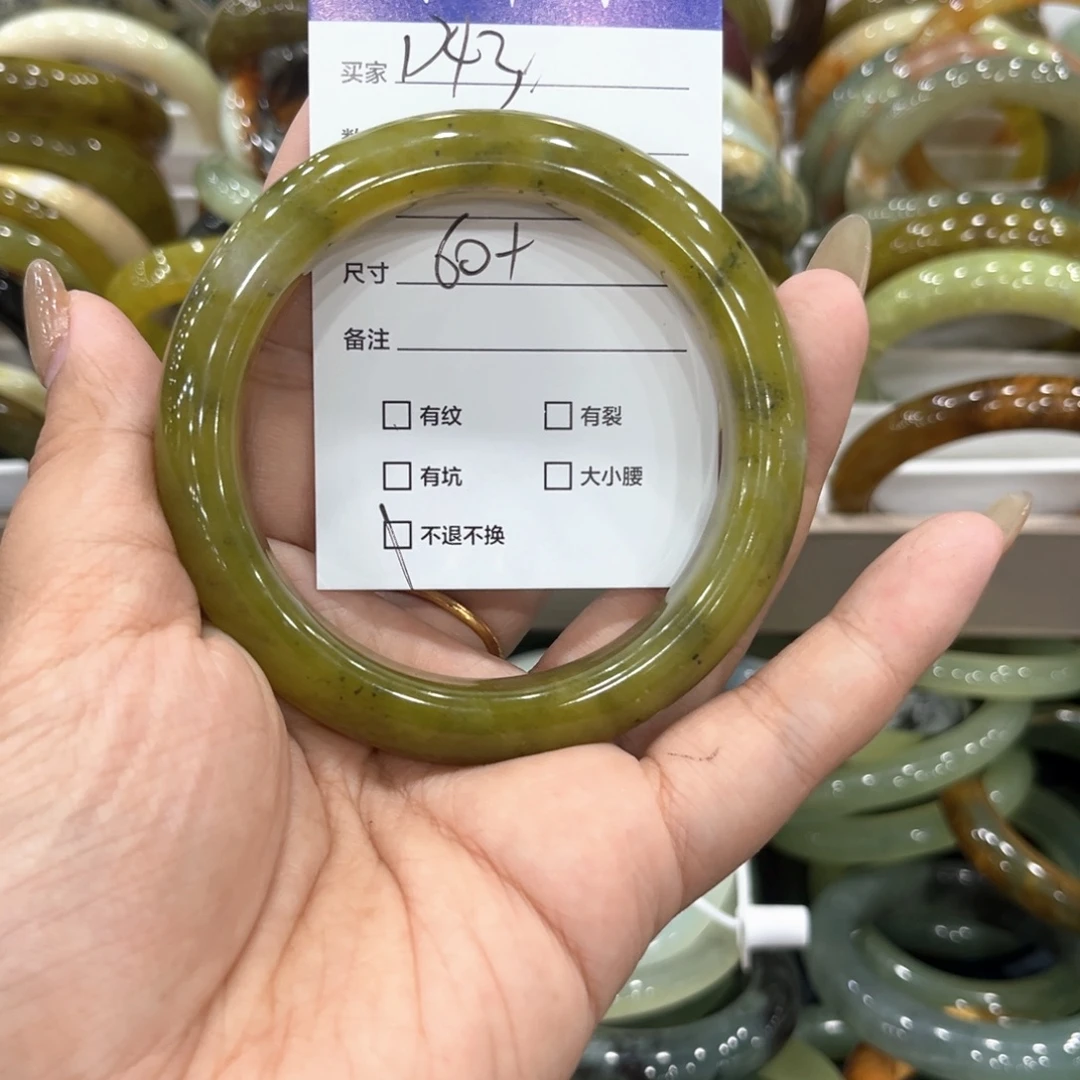 买家 D43
尺寸 60+
备注
有纹 有裂
有坑 大小腰
不退不换